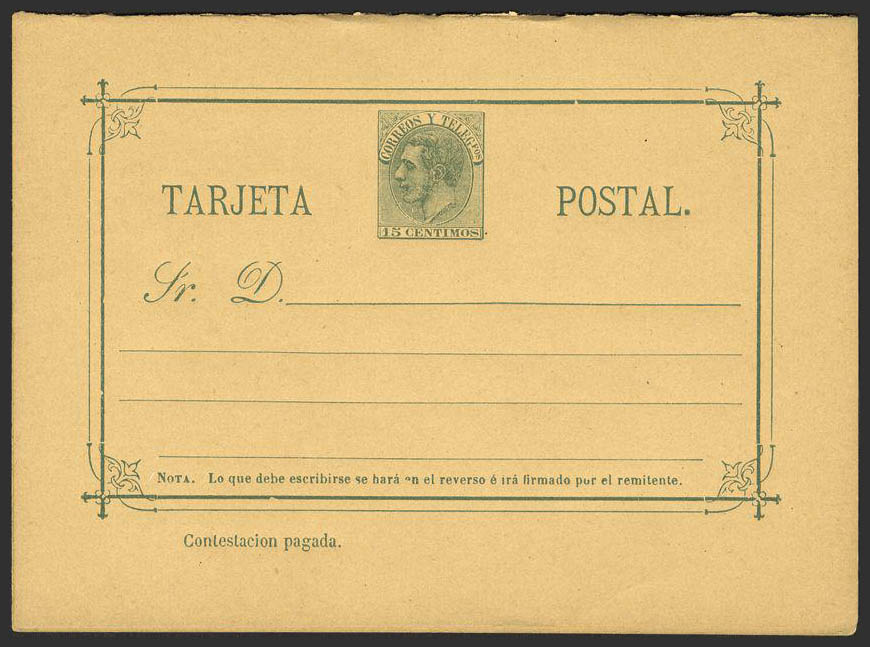 CORREOS Y TELEGFOS
TARJETA POSTAL.
15 CENTIMOS
Sr. D.
NOTA. Lo que debe escribirse se hará en el reverso é irá firmado por el remitente.
Contestacion pagada.